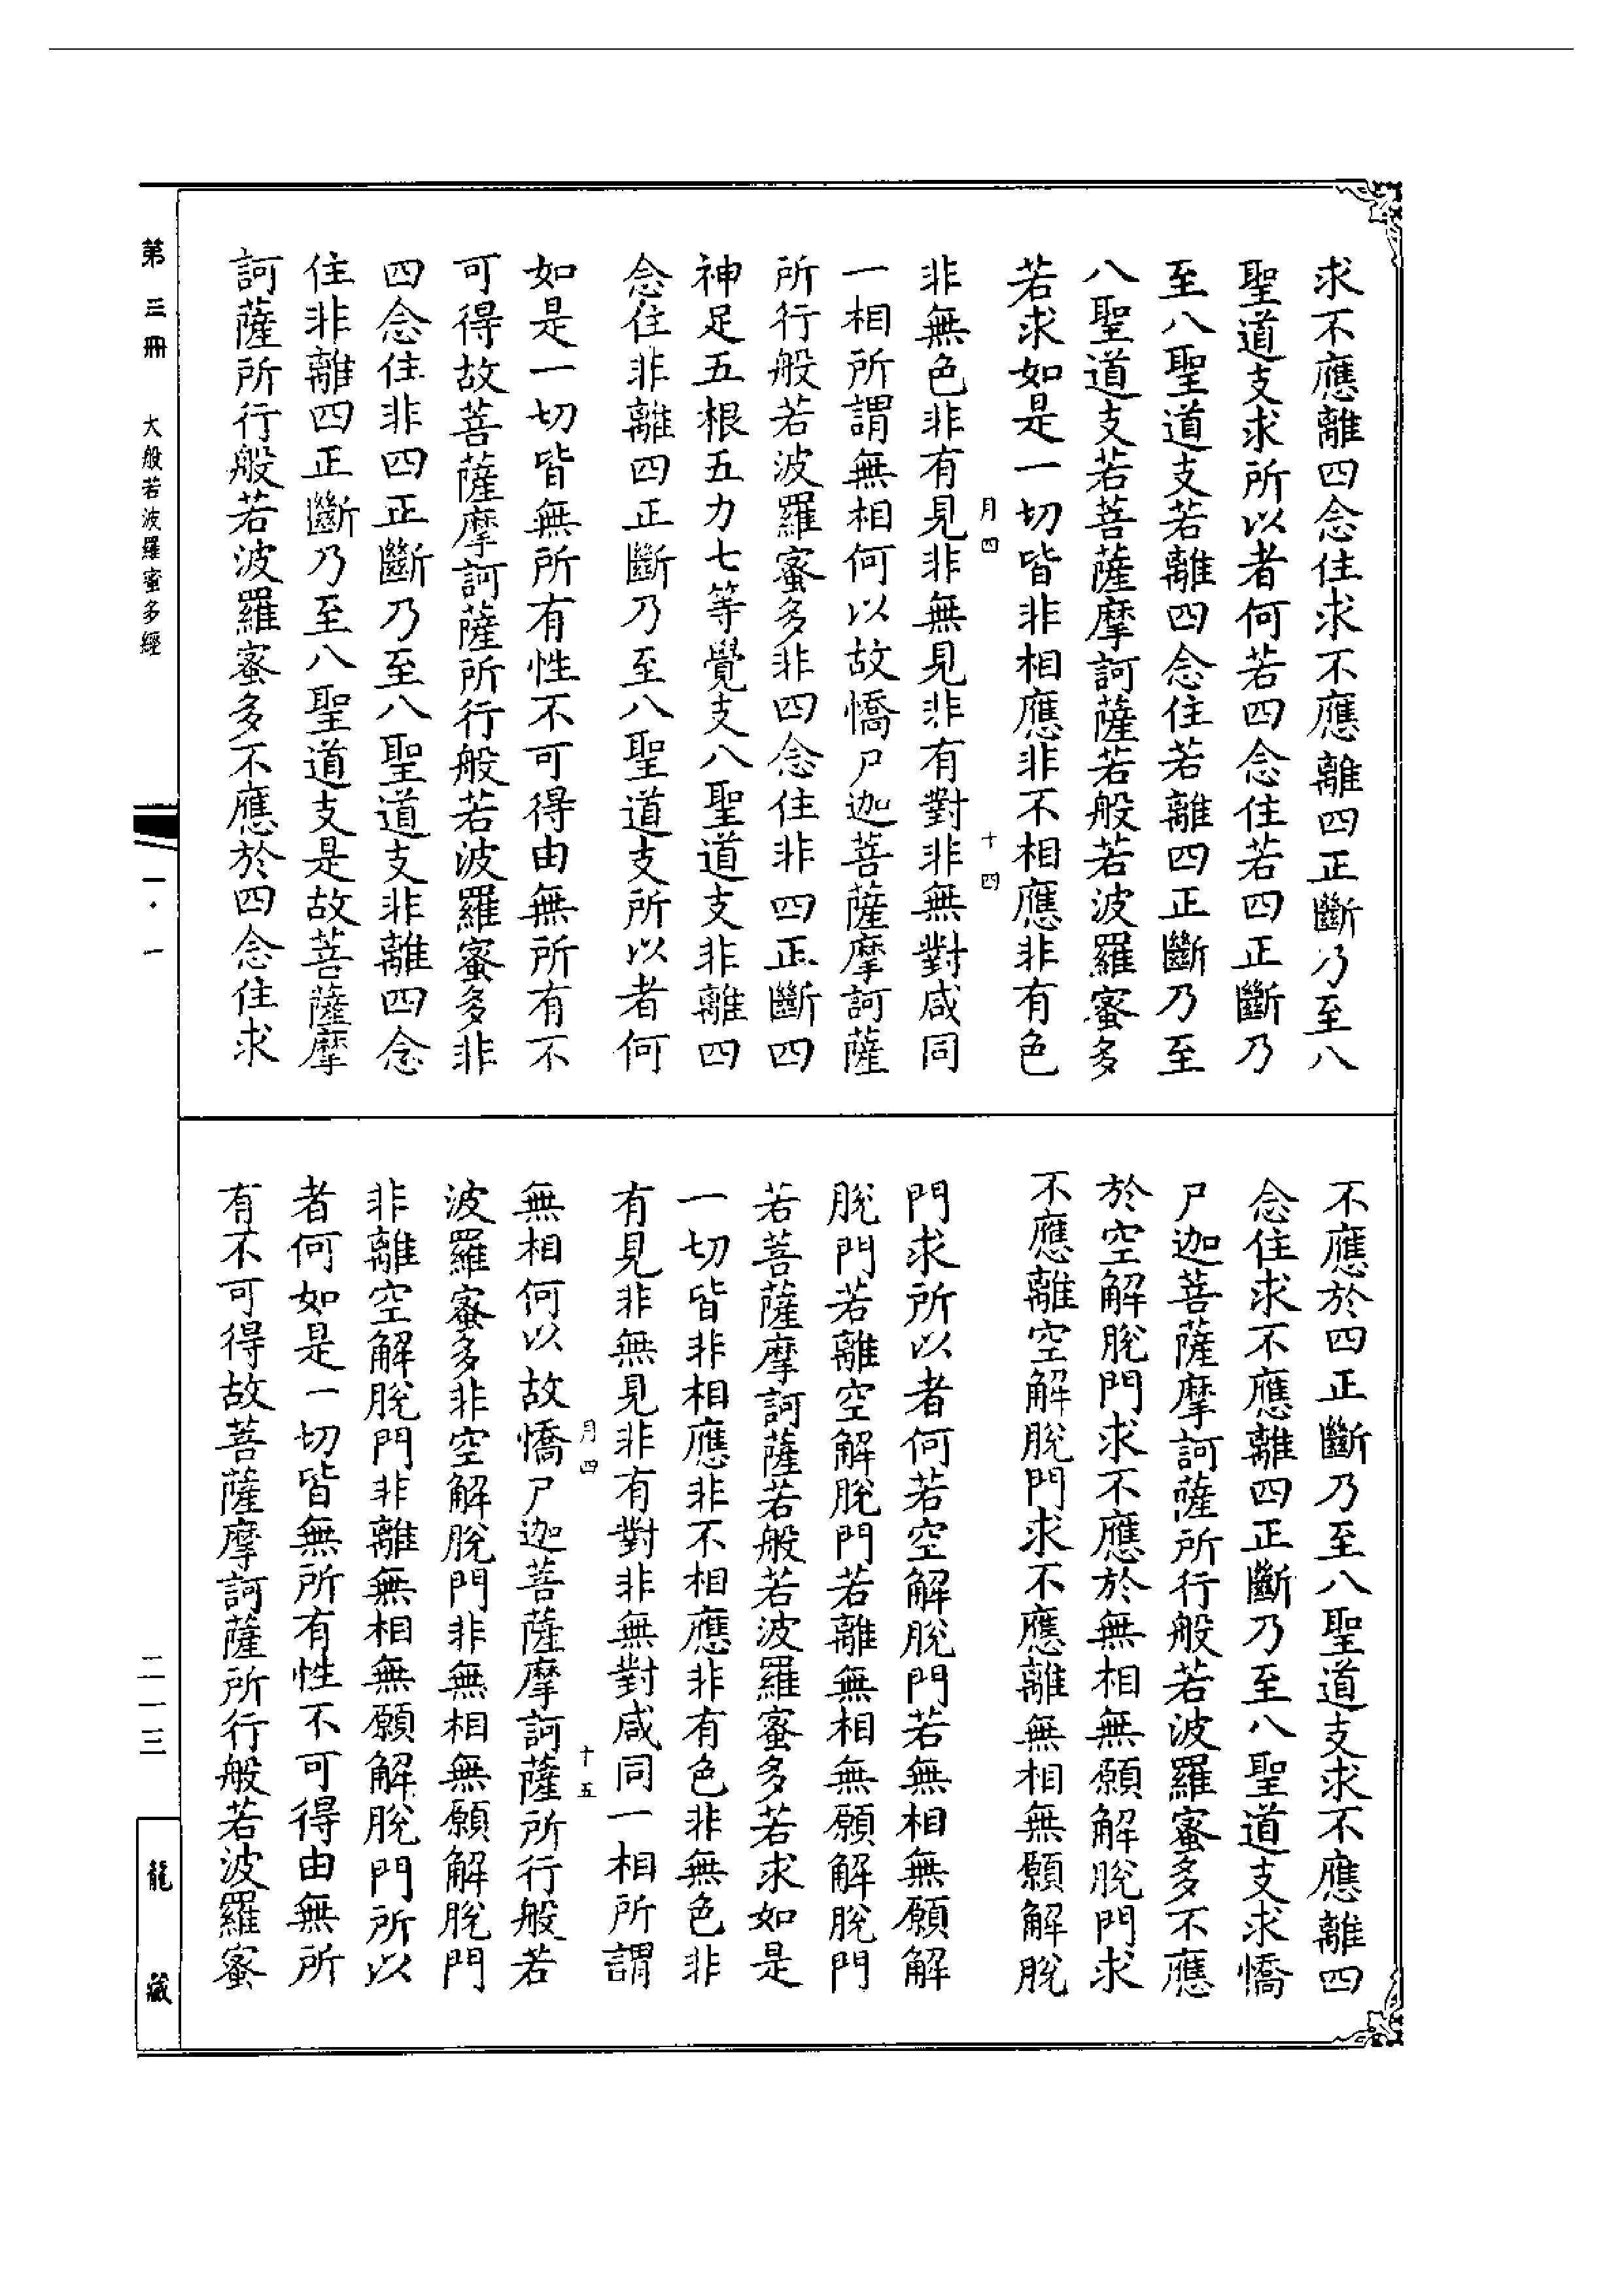 求不應離四念住求不應離四正斷乃至八
聖道支求所以者何若四念住若四正斷乃
至八聖道支若離四念住若離四正斷乃至
八聖道支若菩薩摩訶薩若般若波羅蜜多
若求如是一切皆非相應非不相應非有色
月四 十四
非無色非有見非無見非有對非無對咸同
一相所謂無相何以故憍尸迦菩薩摩訶薩
所行般若波羅蜜多非四念住非四正斷四
神足五根五力七等覺支八聖道支非離四
念住非離四正斷乃至八聖道支所以者何
如是一切皆無所有性不可得由無所有不
可得故菩薩摩訶薩所行般若波羅蜜多非
四念住非四正斷乃至八聖道支非離四念
住非離四正斷乃至八聖道支是故菩薩摩
訶薩所行般若波羅蜜多不應於四念住求
不應於四正斷乃至八聖道支求不應離四
念住求不應離四正斷乃至八聖道支求憍
尸迦菩薩摩訶薩所行般若波羅蜜多不應
於空解脫門求不應於無相無願解脫門求
不應離空解脫門求不應離無相無願解脫
門求所以者何若空解脫門若無相無願解
脫門若離空解脫門若離無相無願解脫門
若菩薩摩訶薩若般若波羅蜜多若求如是
一切皆非相應非不相應非有色非無色非
有見非無見非有對非無對咸同一相所謂
月四 十五
無相何以故憍尸迦菩薩摩訶薩所行般若
波羅蜜多非空解脫門非無相無願解脫門
非離空解脫門非離無相無願解脫門所以
者何如是一切皆無所有性不可得由無所
有不可得故菩薩摩訶薩所行般若波羅蜜
第三冊 大般若波羅蜜多經 一·一 二一三 龍藏